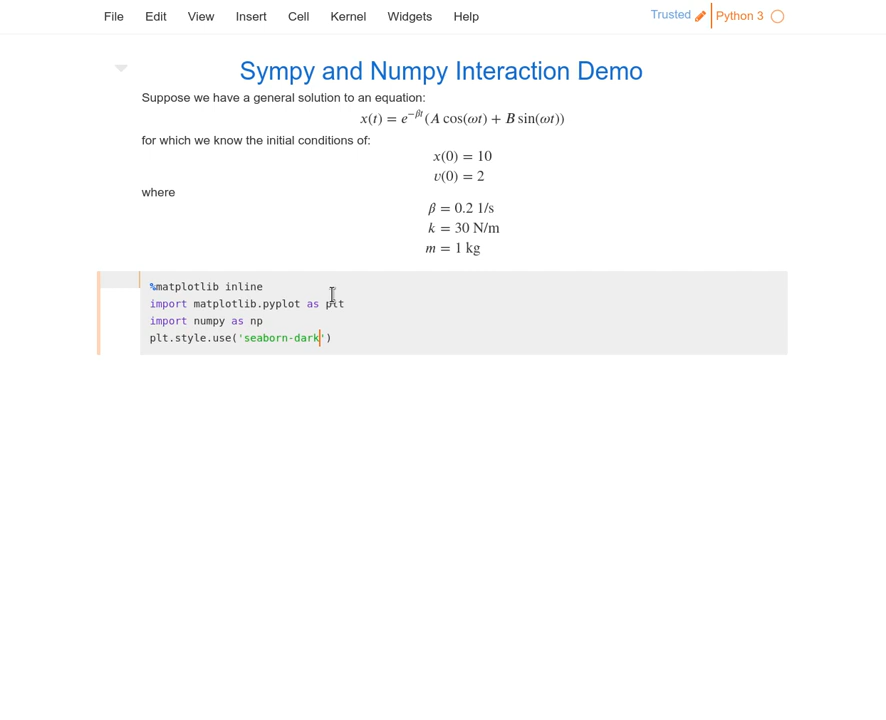 File Edit View Insert Cell Kernel Widgets Help Trusted Python 3
Sympy and Numpy Interaction Demo
Suppose we have a general solution to an equation:
x(t) = e^{−βt}(A cos(ωt) + B sin(ωt))
for which we know the initial conditions of:
x(0) = 10
v(0) = 2
where
β = 0.2 1/s
k = 30 N/m
m = 1 kg
%matplotlib inline
import matplotlib.pyplot as plt
import numpy as np
plt.style.use('seaborn-dark')